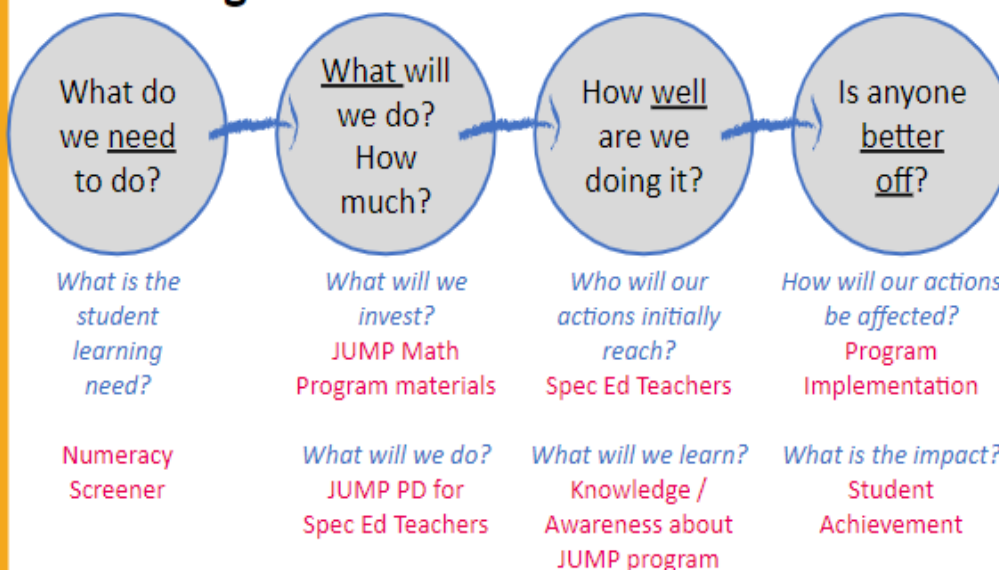 What do
we need
to do?
What will
we do?
How
much?
How well
are we
doing it?
Is anyone
better
off?
What is the
student
learning
need?
Numeracy
Screener
What will we
invest?
JUMP Math
Program materials
What will we do?
JUMP PD for
Spec Ed Teachers
Who will our
actions initially
reach?
Spec Ed Teachers
What will we learn?
Knowledge /
Awareness about
JUMP program
How will our actions
be affected?
Program
Implementation
What is the impact?
Student
Achievement